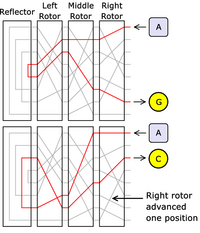 Left Middle Right
Reflector Rotor Rotor Rotor
A
G
A
C
Right rotor
advanced
one position